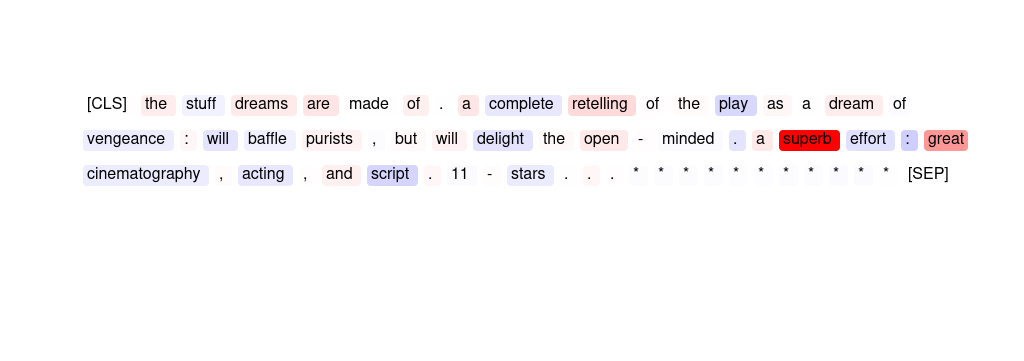 [CLS] the stuff dreams are made of . a complete retelling of the play as a dream of
vengeance : will baffle purists , but will delight the open - minded . a superb effort : great
cinematography , acting , and script . 11 - stars . . . * * * * * * * * * * * [SEP]